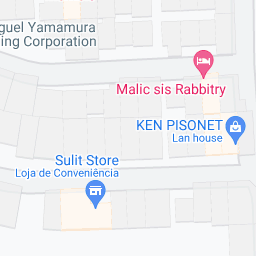 guel Yamamura
ing Corporation
Malic sis Rabbitry
KEN PISONET
Lan house
Sulit Store
Loja de Conveniência